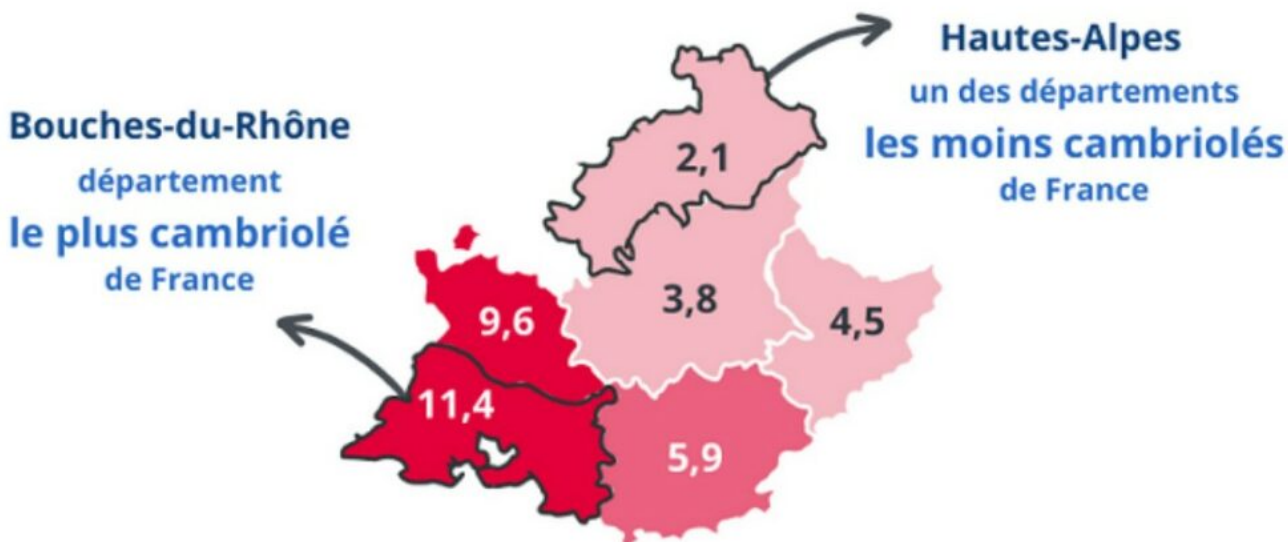 Hautes-Alpes
un des départements
les moins cambriolés
de France
Bouches-du-Rhône
département
le plus cambriolé
de France
2,1
3,8
4,5
9,6
11,4
5,9